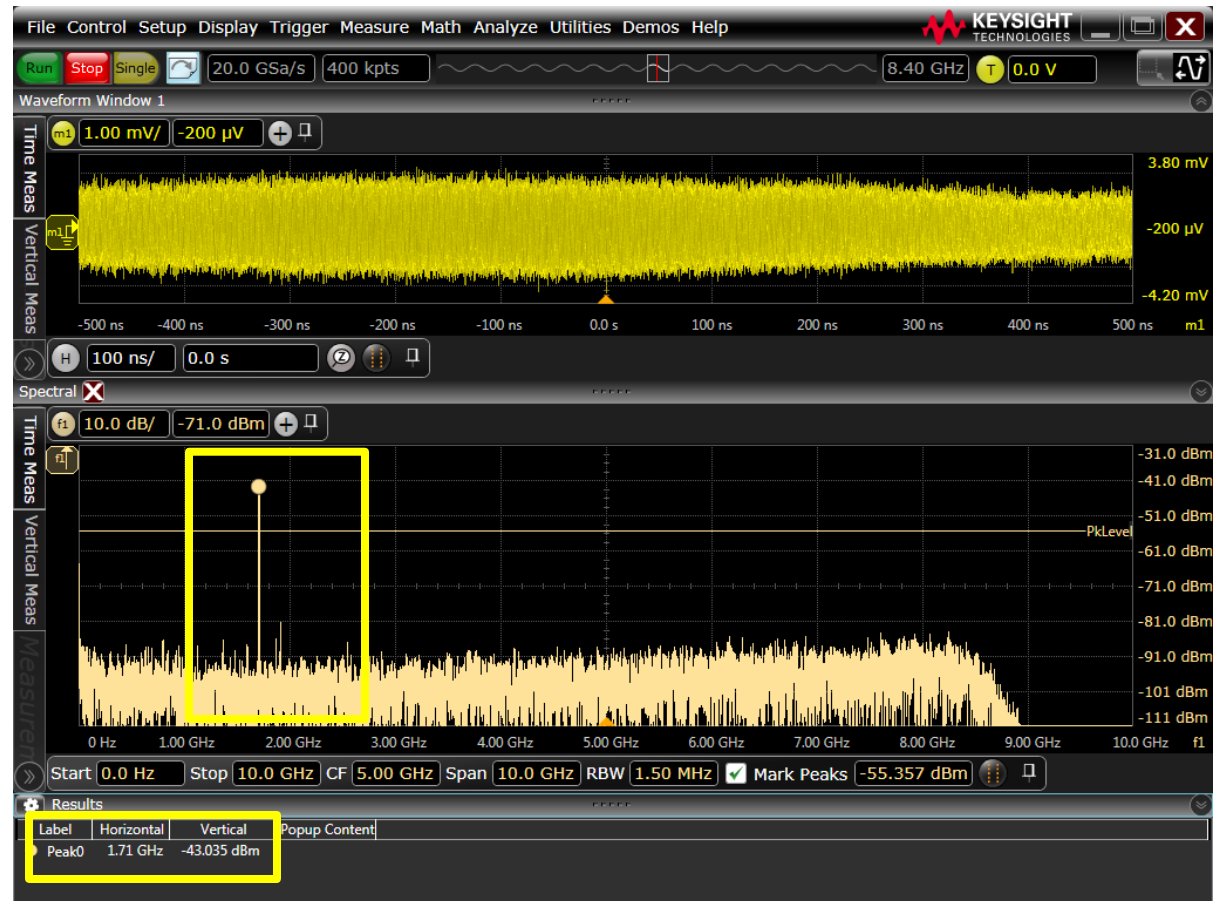 File Control Setup Display Trigger Measure Math Analyze Utilities Demos Help
KEYSIGHT
TECHNOLOGIES
Run Stop Single 20.0 GSa/s 400 kpts 8.40 GHz T 0.0 V
Waveform Window 1
m1 1.00 mV/ -200 µV
Time Meas
Vertical Meas
3.80 mV
m1
-200 µV
-4.20 mV
-500 ns -400 ns -300 ns -200 ns -100 ns 0.0 s 100 ns 200 ns 300 ns 400 ns 500 ns m1
H 100 ns/ 0.0 s Z
Spectral
f1 10.0 dB/ -71.0 dBm
Time Meas
Vertical Meas
f1
-31.0 dBm
-41.0 dBm
-51.0 dBm
PkLevel
-61.0 dBm
-71.0 dBm
-81.0 dBm
-91.0 dBm
-101 dBm
-111 dBm
0 Hz 1.00 GHz 2.00 GHz 3.00 GHz 4.00 GHz 5.00 GHz 6.00 GHz 7.00 GHz 8.00 GHz 9.00 GHz 10.0 GHz f1
Start 0.0 Hz Stop 10.0 GHz CF 5.00 GHz Span 10.0 GHz RBW 1.50 MHz Mark Peaks -55.357 dBm
Results
Label Horizontal Vertical Popup Content
Peak0 1.71 GHz -43.035 dBm